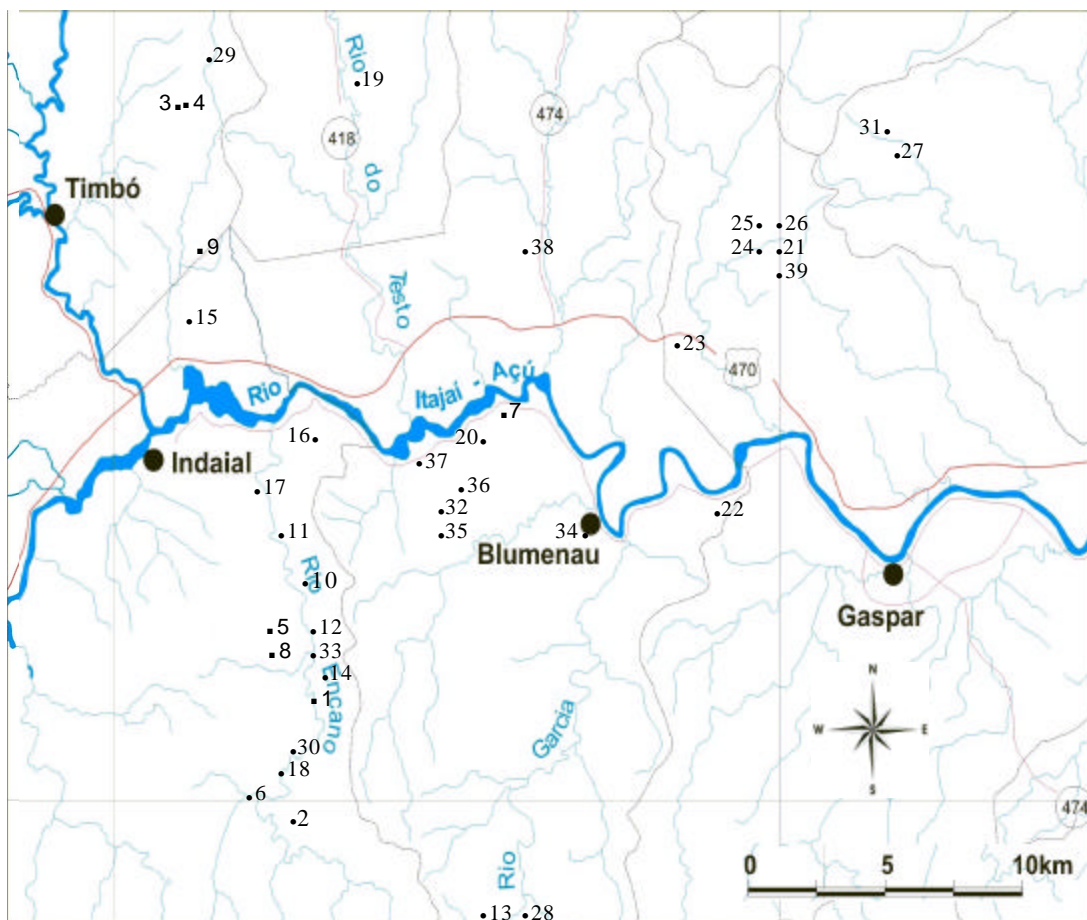 29
Rio
19
3 4
474
418
31
27
do
Timbó
25 26
9
38
24 21
39
Testo
15
23
470
Rio
Itajai - Açú
7
16
20
37
Indaial
36
17
32
22
11
35
34
Blumenau
10
Rio
Gaspar
5
12
8
33
N
14
Encano
1
Garcia
W E
30
18
S
6
474
2
0 5 10km
Rio
13 28